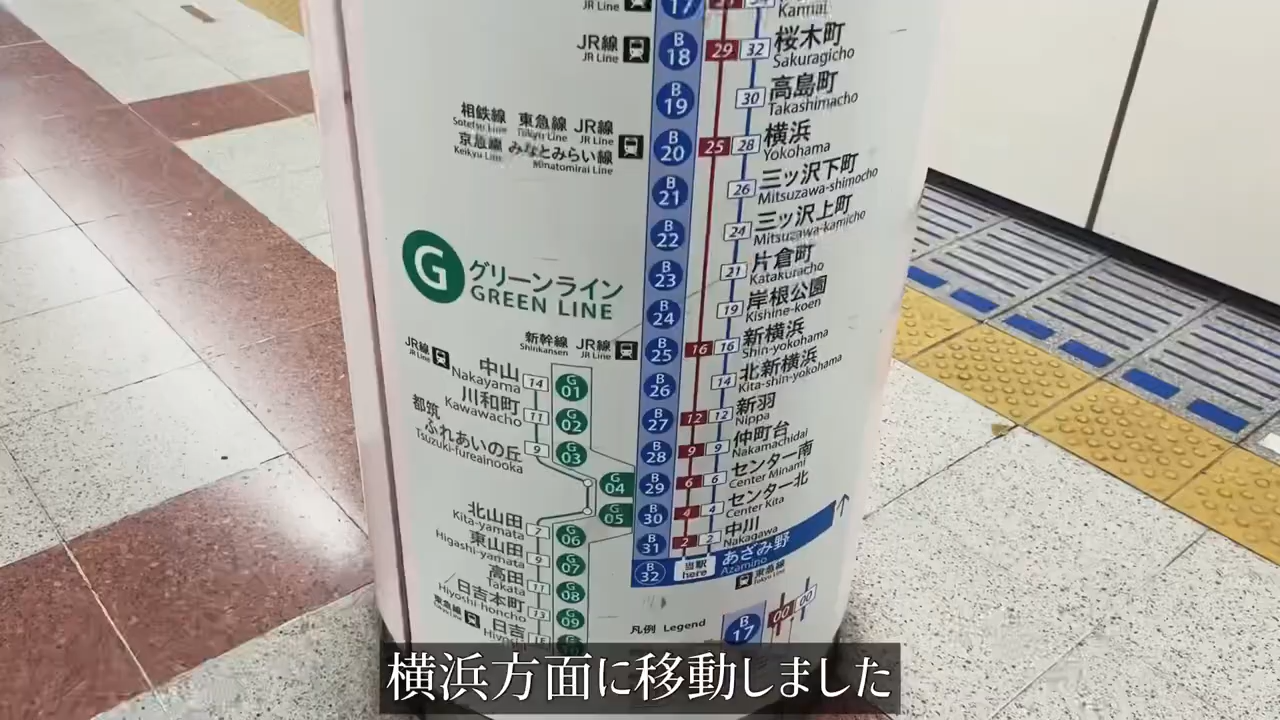 JR Line
B 17
Kannai
JR線
JR Line
B 18
29
32
桜木町
Sakuragicho
B 19
30
高島町
Takashimacho
相鉄線 東急線 JR線
Sotetsu Line Tokyu Line JR Line
京急線 みなとみらい線
Keikyu Line Minatomirai Line
B 20
25
28
横浜
Yokohama
B 21
26
三ッ沢下町
Mitsuzawa-shimocho
B 22
24
三ッ沢上町
Mitsuzawa-kamicho
B 23
21
片倉町
Katakuracho
B 24
19
岸根公園
Kishine-koen
G グリーンライン
GREEN LINE
新幹線 JR線
Shinkansen JR Line
B 25
16
16
新横浜
Shin-yokohama
B 26
14
北新横浜
Kita-shin-yokohama
B 27
12
12
新羽
Nippa
B 28
9
9
仲町台
Nakamachidai
B 29
6
6
センター南
Center Minami
B 30
4
4
センター北
Center Kita
B 31
2
2
中川
Nakagawa
B 32
当駅
here
あざみ野
Azamino
東急線
Tokyu Line
JR線
JR Line
中山
Nakayama
14
G 01
川和町
Kawawacho
11
G 02
都筑
ふれあいの丘
Tsuzuki-fureainooka
9
G 03
G 04
G 05
北山田
Kita-yamata
7
G 06
東山田
Higashi-yamata
9
G 07
高田
Takata
11
G 08
日吉本町
Hiyoshi-honcho
13
G 09
東急線
日吉
Hiyoshi
凡例 Legend
B 17
00
00
横浜方面に移動しました